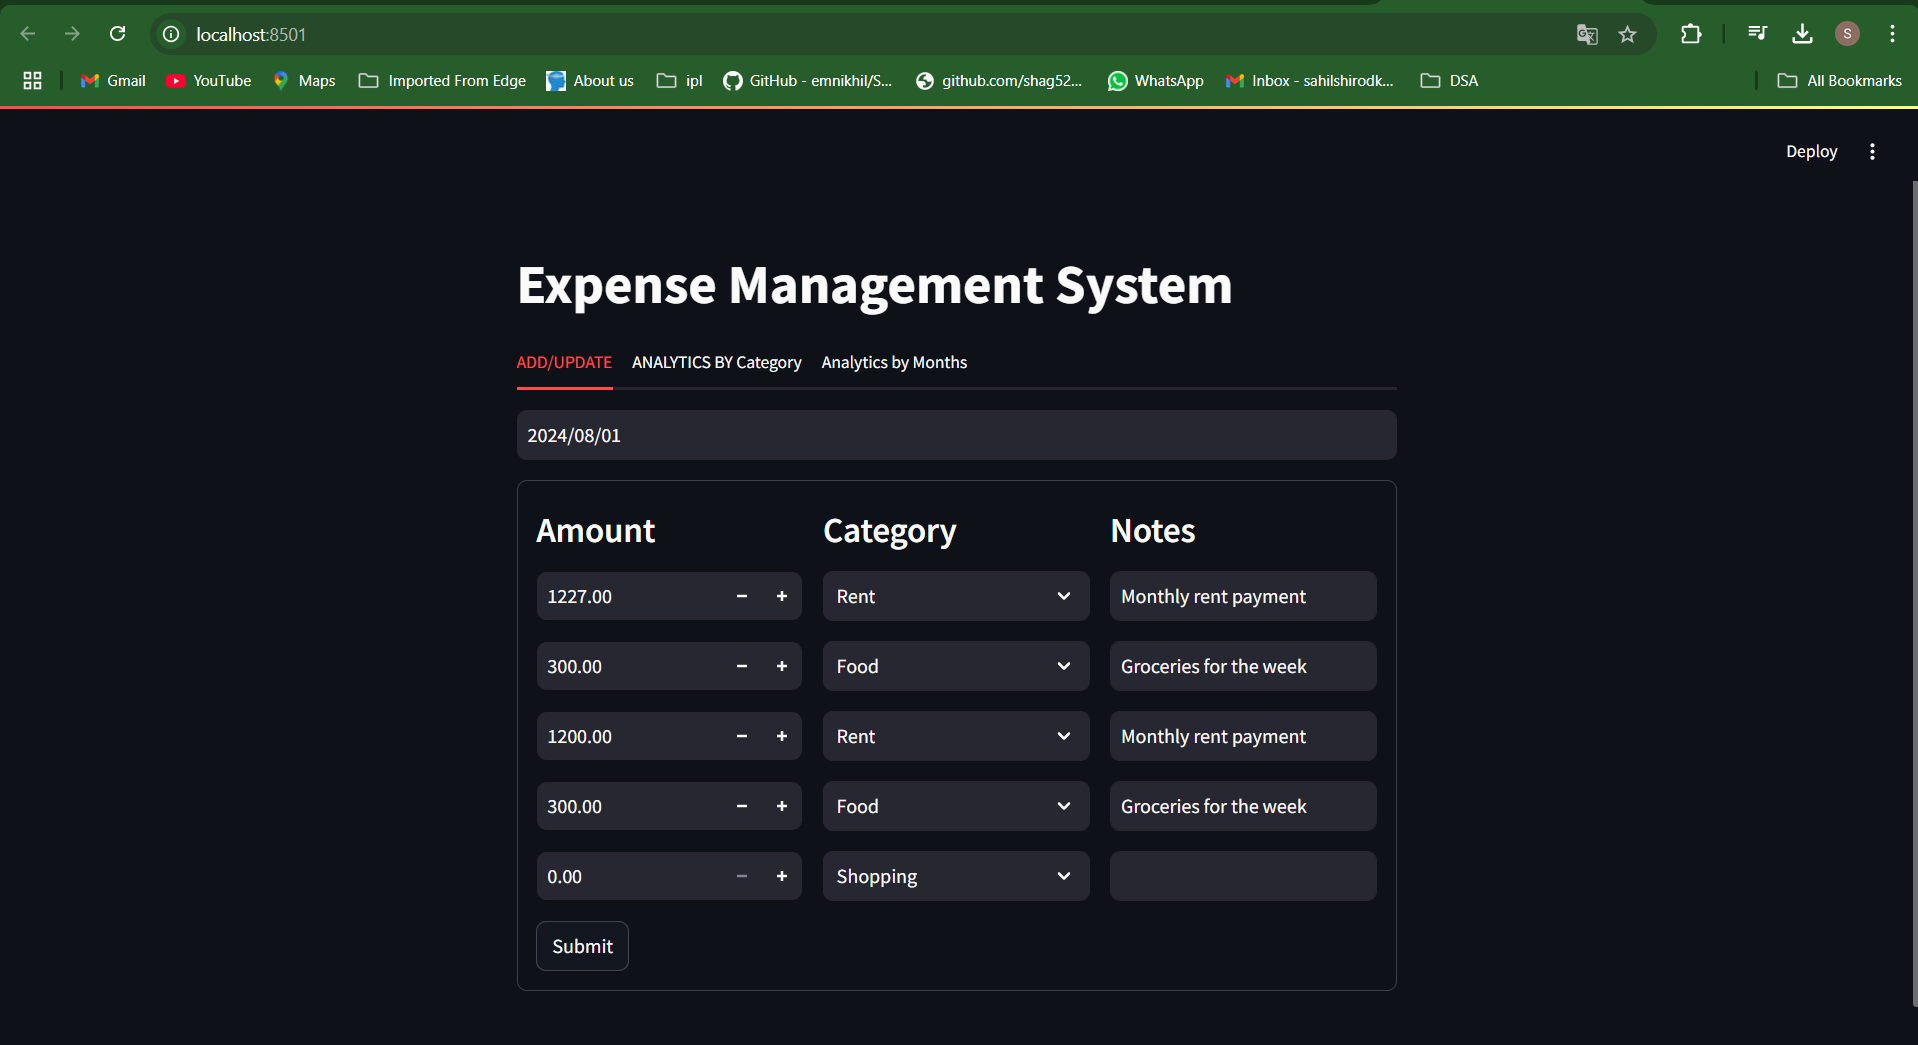 localhost:8501
S
Gmail YouTube Maps Imported From Edge About us ipl GitHub - emnikhil/S... github.com/shag52... WhatsApp Inbox - sahilshirodk... DSA All Bookmarks
Deploy
Expense Management System
ADD/UPDATE ANALYTICS BY Category Analytics by Months
2024/08/01
Amount Category Notes
1227.00 Rent Monthly rent payment
300.00 Food Groceries for the week
1200.00 Rent Monthly rent payment
300.00 Food Groceries for the week
0.00 Shopping
Submit